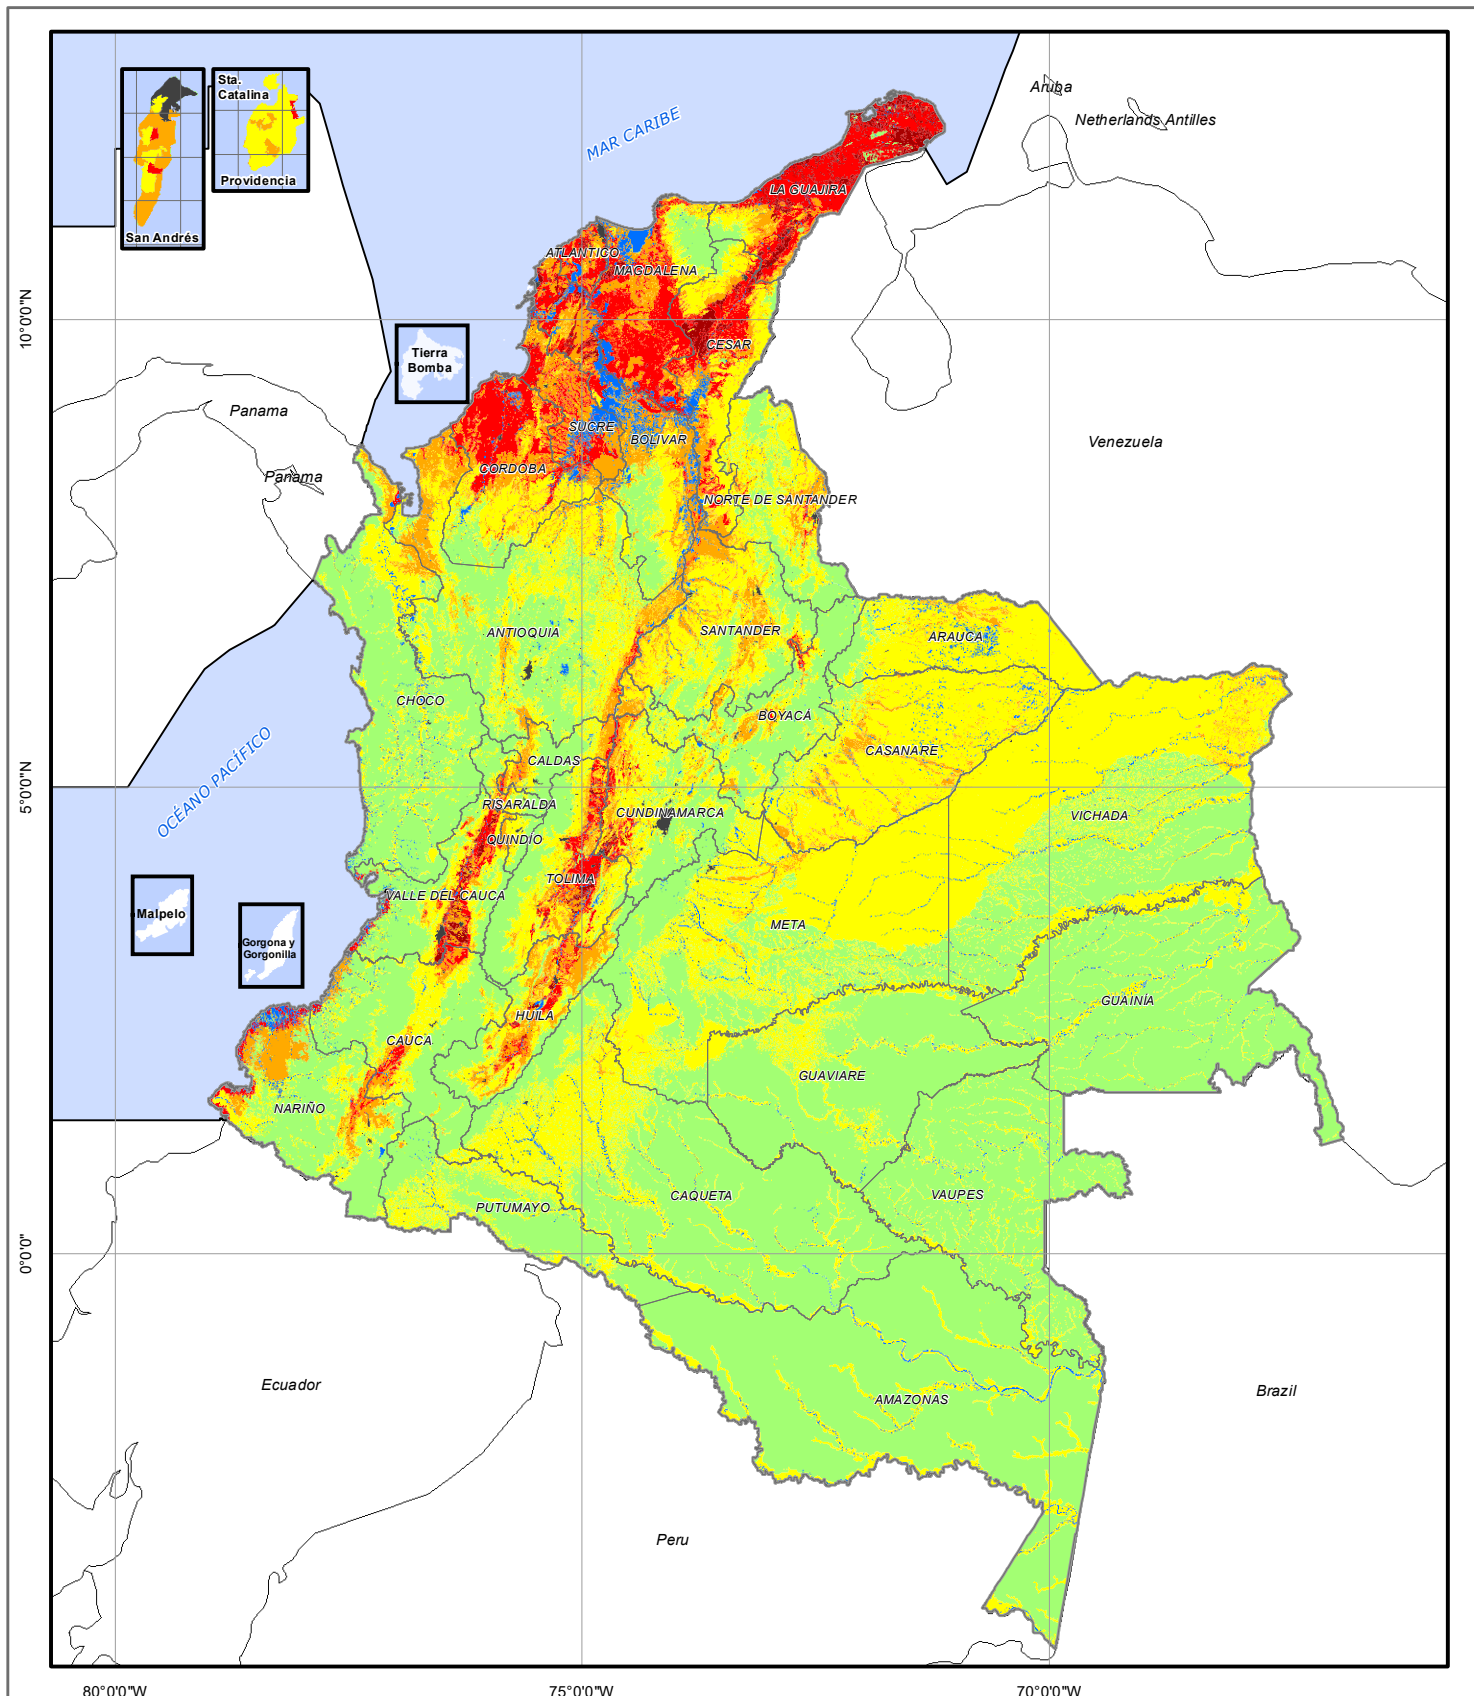 Sta.
Catalina
Providencia
San Andrés
MAR CARIBE
Aruba
Netherlands Antilles
LA GUAJIRA
ATLANTICO
MAGDALENA
10°0'0"N
CESAR
Tierra
Bomba
Panama
SUCRE
BOLIVAR
Venezuela
CORDOBA
Panama
NORTE DE SANTANDER
ANTIOQUIA
SANTANDER
ARAUCA
CHOCO
BOYACÁ
OCÉANO PACÍFICO
CASANARE
CALDAS
5°0'0"N
RISARALDA
CUNDINAMARCA
VICHADA
QUINDÍO
TOLIMA
VALLE DEL CAUCA
Malpelo
META
Gorgona y
Gorgonilla
GUAINÍA
HUILA
CAUCA
GUAVIARE
NARIÑO
CAQUETA
VAUPES
PUTUMAYO
0°0'0"
Ecuador
AMAZONAS
Brazil
Peru
80°0'0"W
75°0'0"W
70°0'0"W